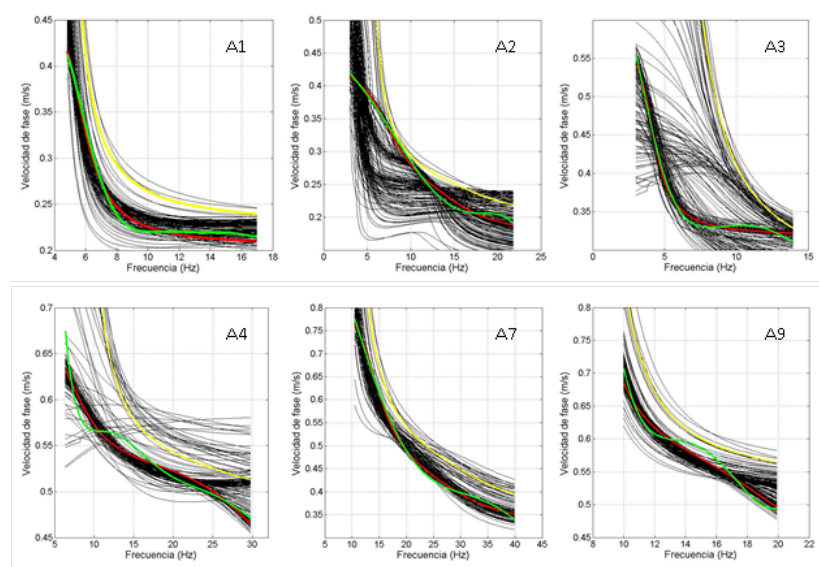 A1
Velocidad de fase (m/s)
0.45
0.4
0.35
0.3
0.25
0.2
4 6 8 10 12 14 16 18
Frecuencia (Hz)
A2
Velocidad de fase (m/s)
0.5
0.4
0.3
0.2
0 5 10 15 20 25
Frecuencia (Hz)
A3
Velocidad de fase (m/s)
0.55
0.5
0.45
0.4
0.35
0 5 10 15
Frecuencia (Hz)
A4
Velocidad de fase (m/s)
0.7
0.65
0.6
0.55
0.5
0.45
5 10 15 20 25 30
Frecuencia (Hz)
A7
Velocidad de fase (m/s)
0.8
0.75
0.7
0.65
0.6
0.55
0.5
0.45
0.4
0.35
5 10 15 20 25 30 35 40 45
Frecuencia (Hz)
A9
Velocidad de fase (m/s)
0.8
0.75
0.7
0.65
0.6
0.55
0.5
0.45
8 10 12 14 16 18 20 22
Frecuencia (Hz)